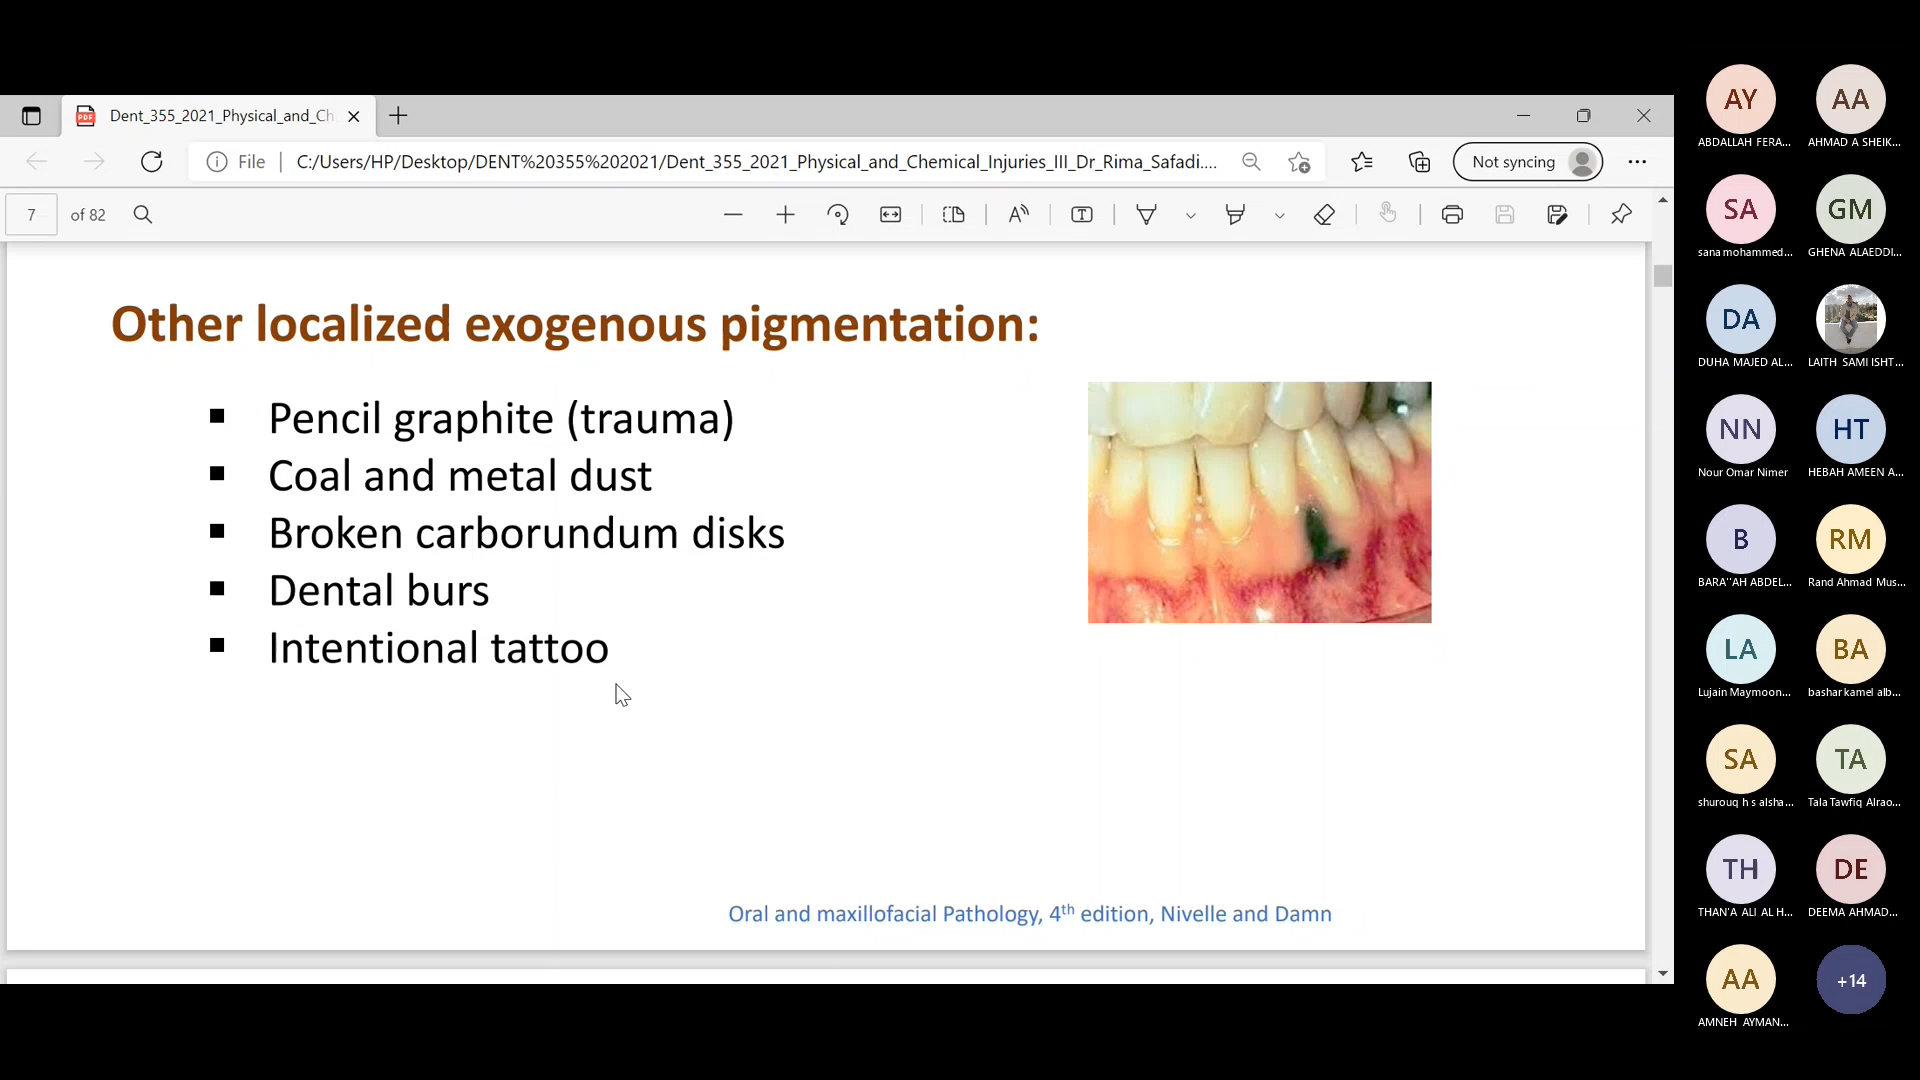 Dent_355_2021_Physical_and_Ch
File
C:/Users/HP/Desktop/DENT%20355%202021/Dent_355_2021_Physical_and_Chemical_Injuries_III_Dr_Rima_Safadi....
Not syncing
7 of 82
Other localized exogenous pigmentation:
Pencil graphite (trauma)
Coal and metal dust
Broken carborundum disks
Dental burs
Intentional tattoo
Oral and maxillofacial Pathology, 4th edition, Nivelle and Damn
AY
ABDALLAH FERA...
AA
AHMAD A SHEIK...
SA
sana mohammed...
GM
GHENA ALAEDDI...
DA
DUHA MAJED AL...
LAITH SAMI ISHT...
NN
Nour Omar Nimer
HT
HEBAH AMEEN A...
B
BARA''AH ABDEL...
RM
Rand Ahmad Mus...
LA
Lujain Maymoon...
BA
bashar kamel alb...
SA
shurouq h s alsha...
TA
Tala Tawfiq Alrao...
TH
THAN'A ALI AL H...
DE
DEEMA AHMAD...
AA
AMNEH AYMAN...
+14